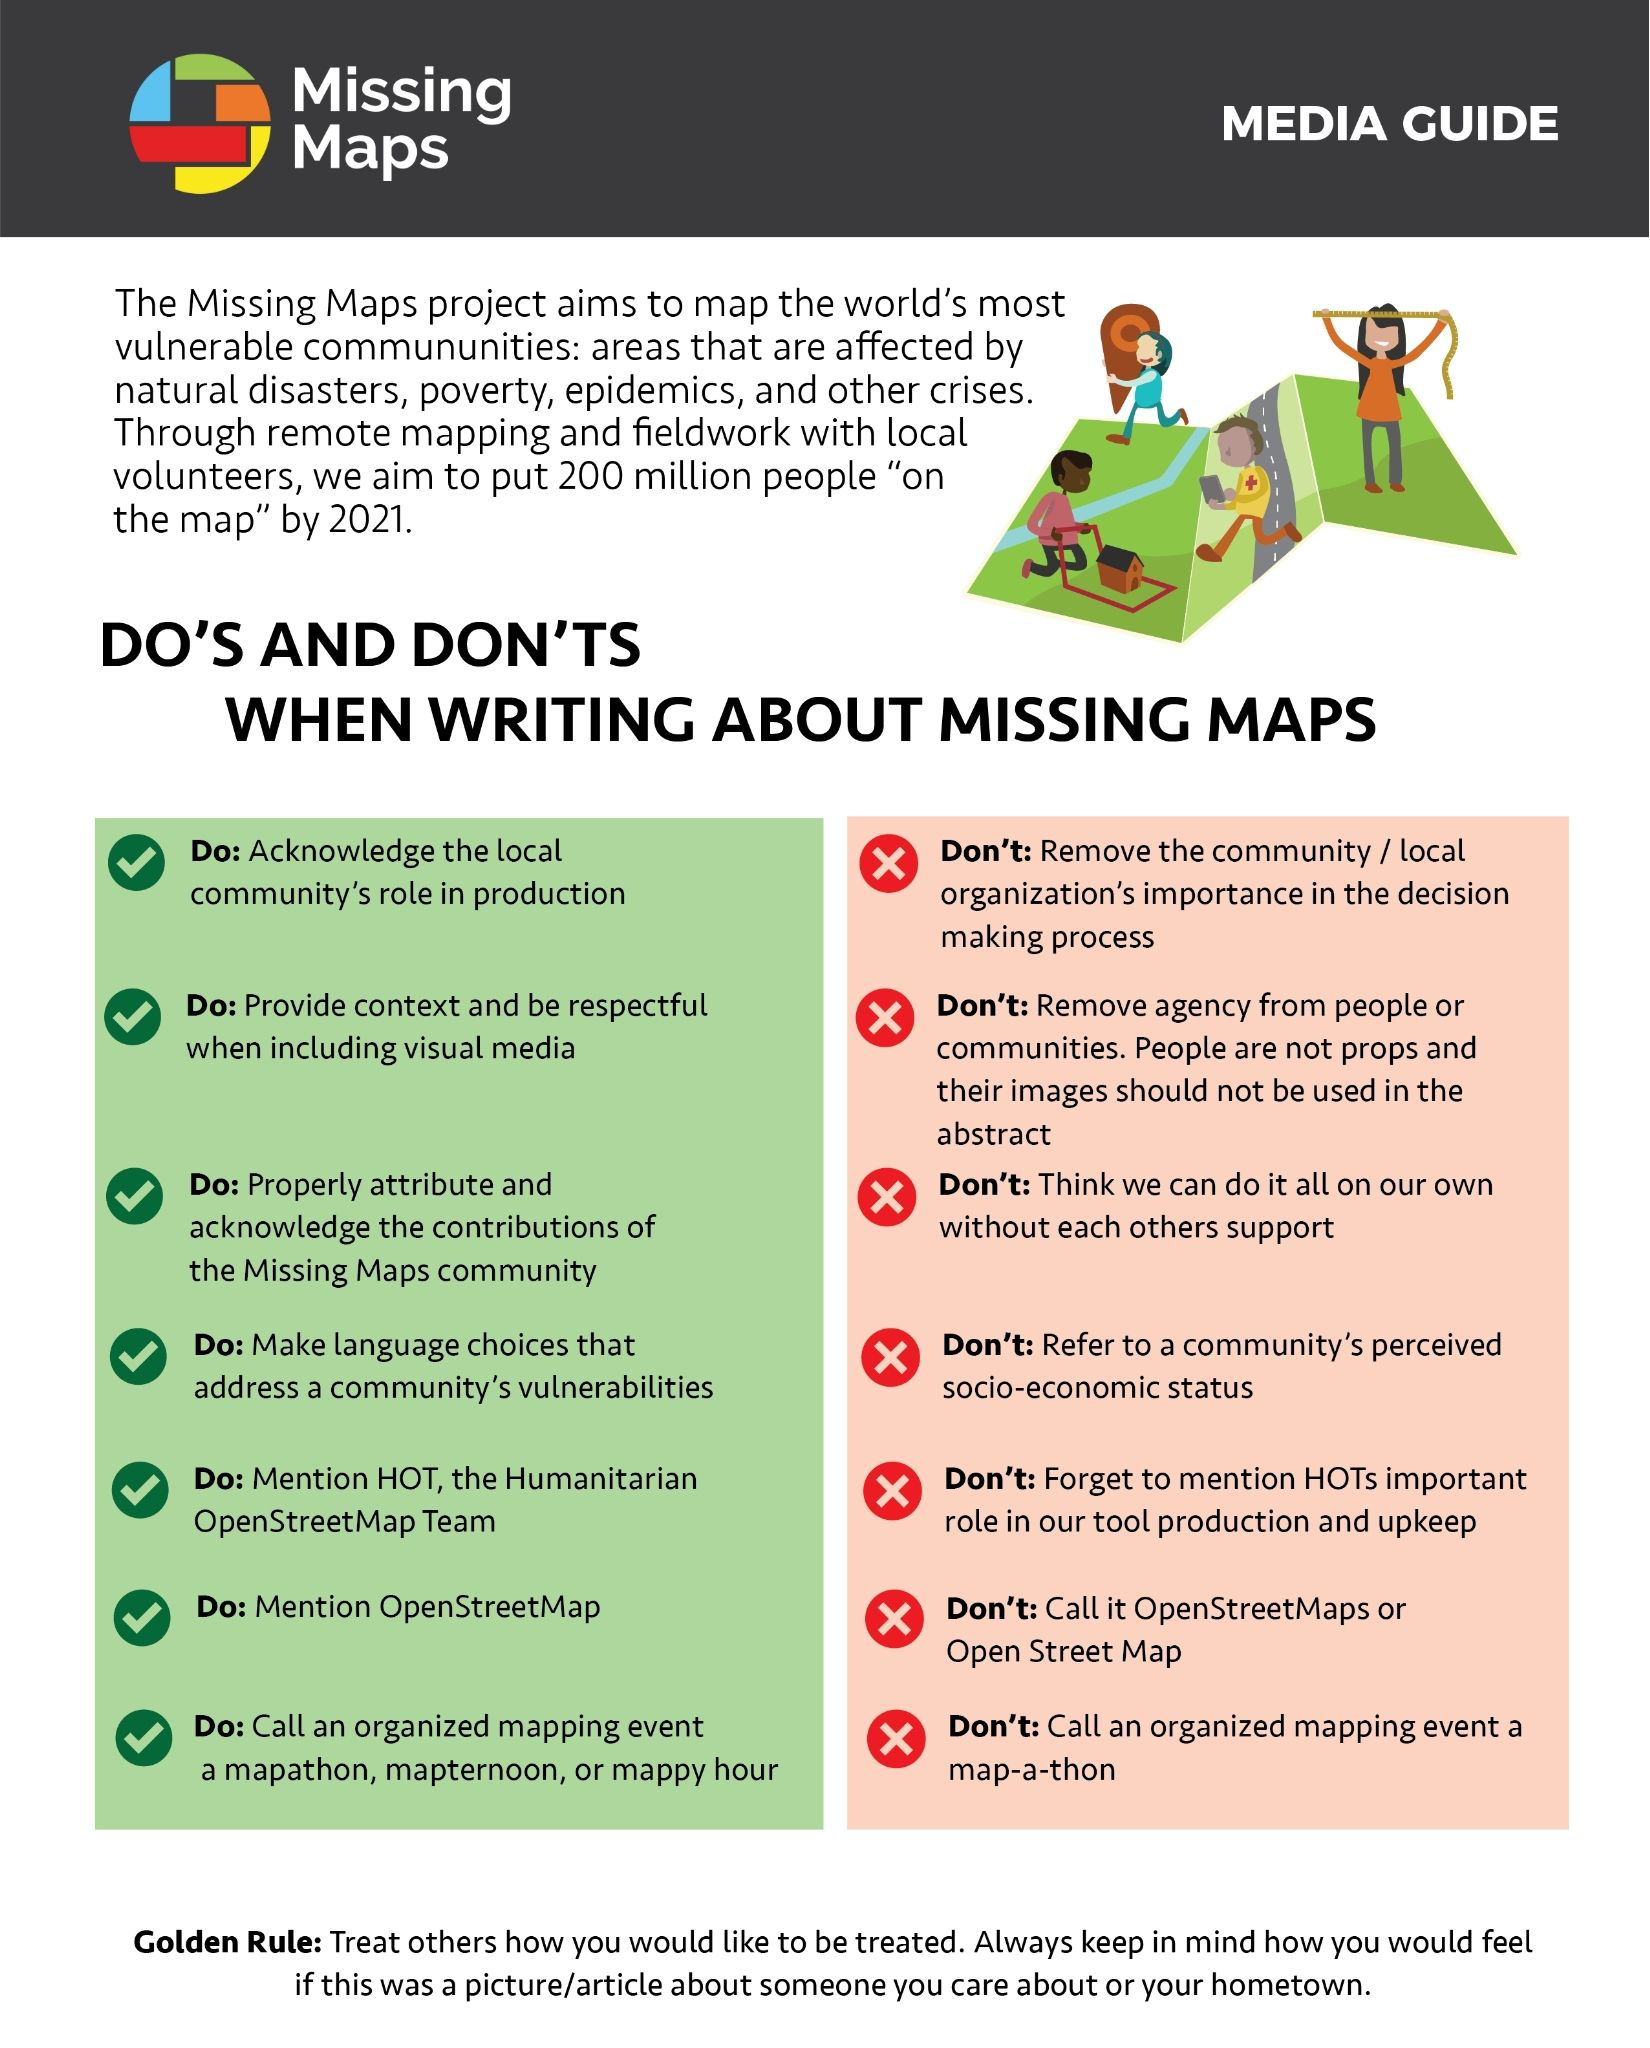 Missing
Maps
MEDIA GUIDE
The Missing Maps project aims to map the world's most
vulnerable commununities: areas that are affected by
natural disasters, poverty, epidemics, and other crises.
Through remote mapping and fieldwork with local
volunteers, we aim to put 200 million people "on
the map" by 2021.
DO'S AND DON'TS
WHEN WRITING ABOUT MISSING MAPS
Do: Acknowledge the local
community's role in production
Don't: Remove the community / local
organization's importance in the decision
making process
Do: Provide context and be respectful
when including visual media
Don't: Remove agency from people or
communities. People are not props and
their images should not be used in the
abstract
Do: Properly attribute and
acknowledge the contributions of
the Missing Maps community
Don't: Think we can do it all on our own
without each others support
Do: Make language choices that
address a community's vulnerabilities
Don't: Refer to a community's perceived
socio-economic status
Do: Mention HOT, the Humanitarian
OpenStreetMap Team
Don't: Forget to mention HOTs important
role in our tool production and upkeep
Do: Mention OpenStreetMap
Don't: Call it OpenStreetMaps or
Open Street Map
Do: Call an organized mapping event
a mapathon, mapternoon, or mappy hour
Don't: Call an organized mapping event a
map-a-thon
Golden Rule: Treat others how you would like to be treated. Always keep in mind how you would feel
if this was a picture/article about someone you care about or your hometown.